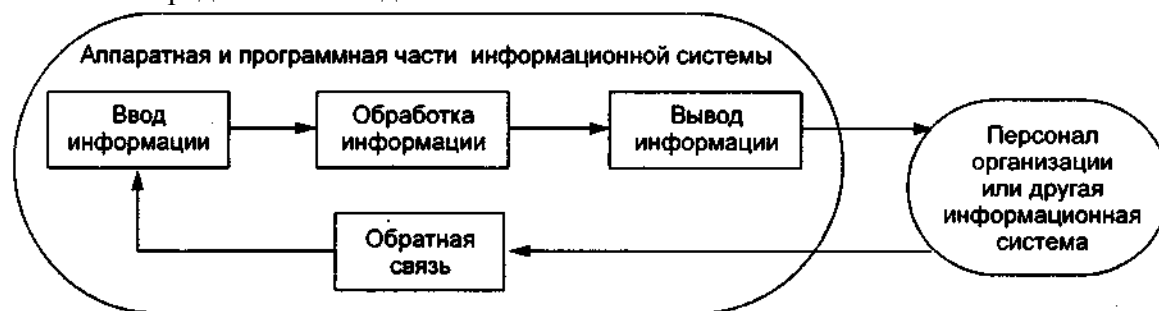 Аппаратная и программная части информационной системы
Ввод
информации
Обработка
информации
Вывод
информации
Персонал
организации
или другая
информационная
система
Обратная
связь